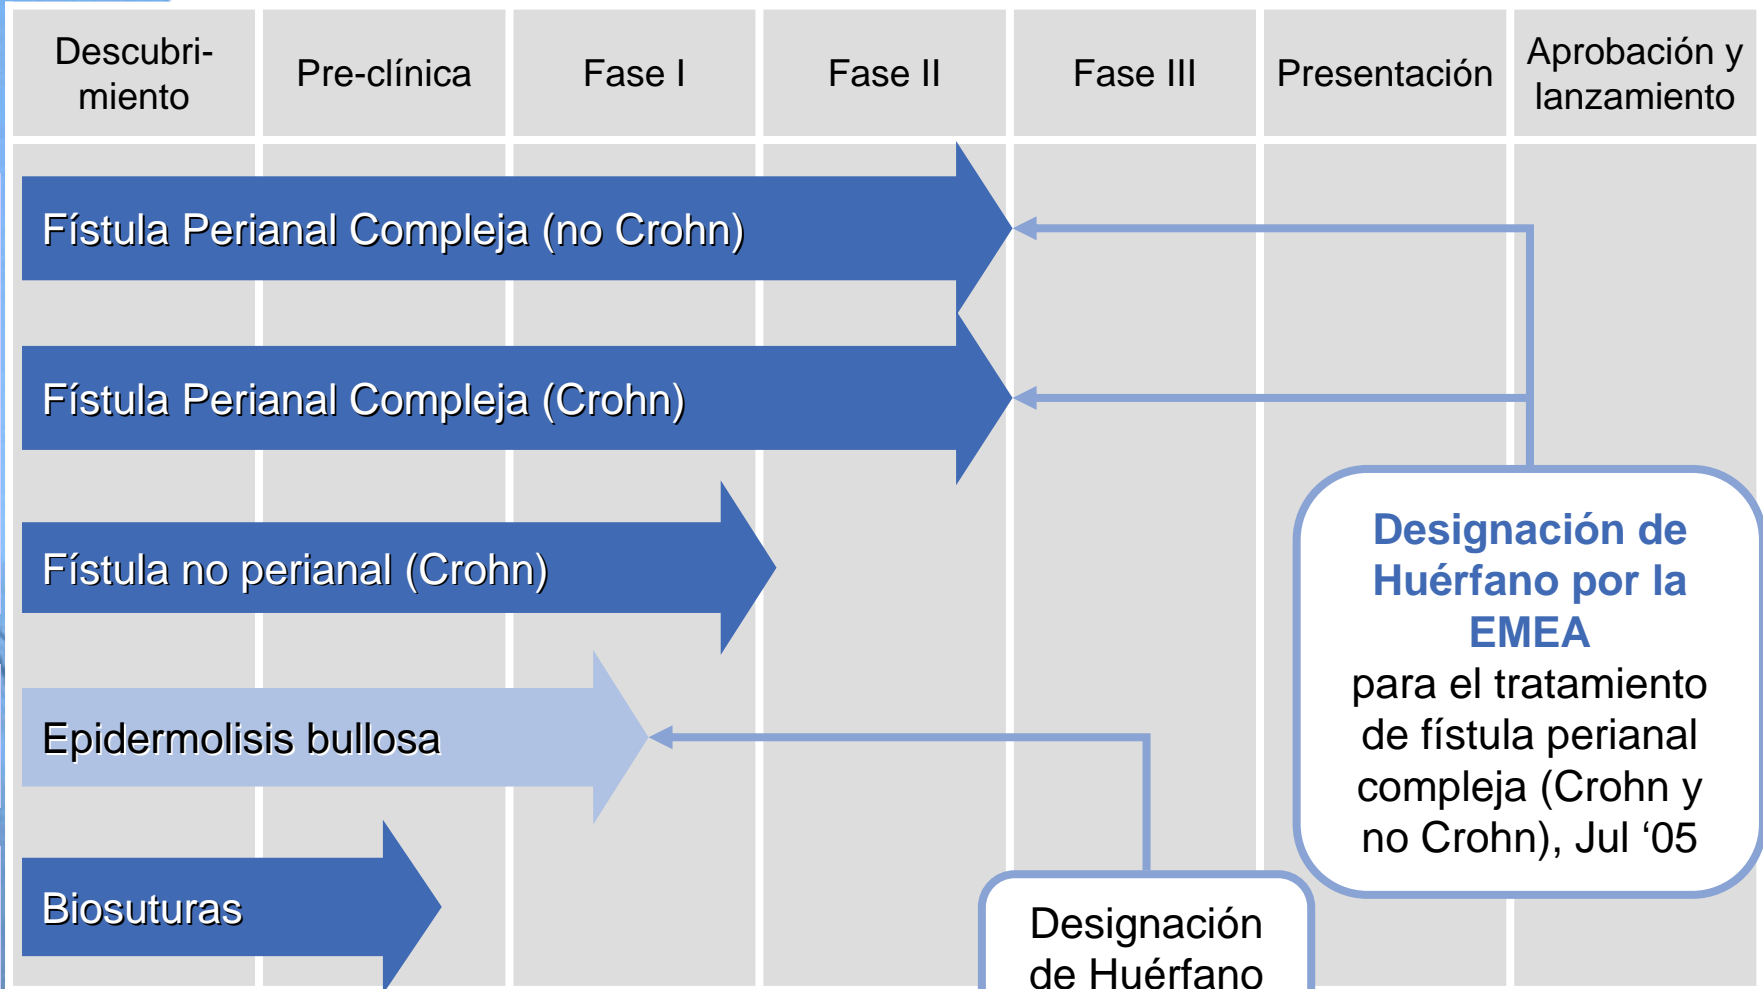 Descubri-
miento
Pre-clínica
Fase I
Fase II
Fase III
Presentación
Aprobación y
lanzamiento
Fístula Perianal Compleja (no Crohn)
Fístula Perianal Compleja (Crohn)
Fístula no perianal (Crohn)
Epidermolisis bullosa
Biosuturas
Designación de
Huérfano por la
EMEA
para el tratamiento
de fístula perianal
compleja (Crohn y
no Crohn), Jul ‘05
Designación
de Huérfano